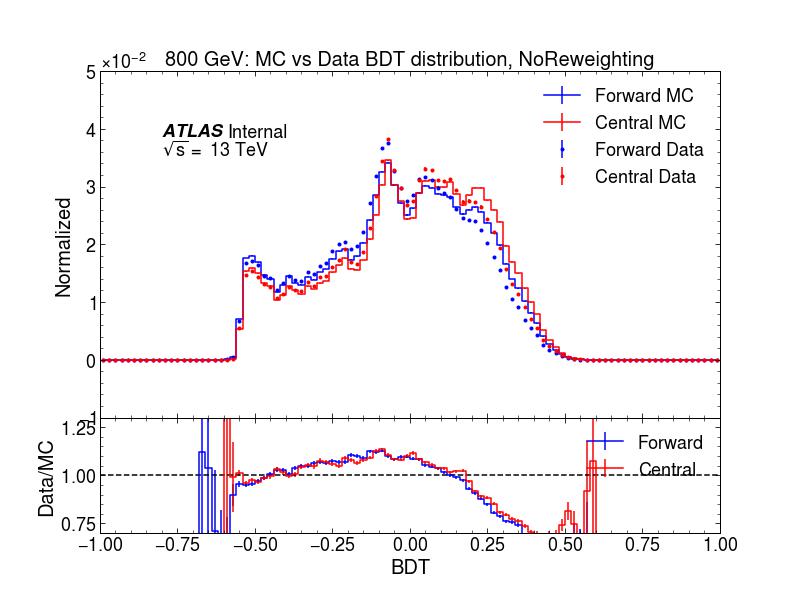 ×10⁻² 800 GeV: MC vs Data BDT distribution, NoReweighting
5
4
3
2
1
0
−1
Normalized
ATLAS Internal
√s = 13 TeV
Forward MC
Central MC
Forward Data
Central Data
1.25
1.00
0.75
Data/MC
Forward
Central
−1.00 −0.75 −0.50 −0.25 0.00 0.25 0.50 0.75 1.00
BDT